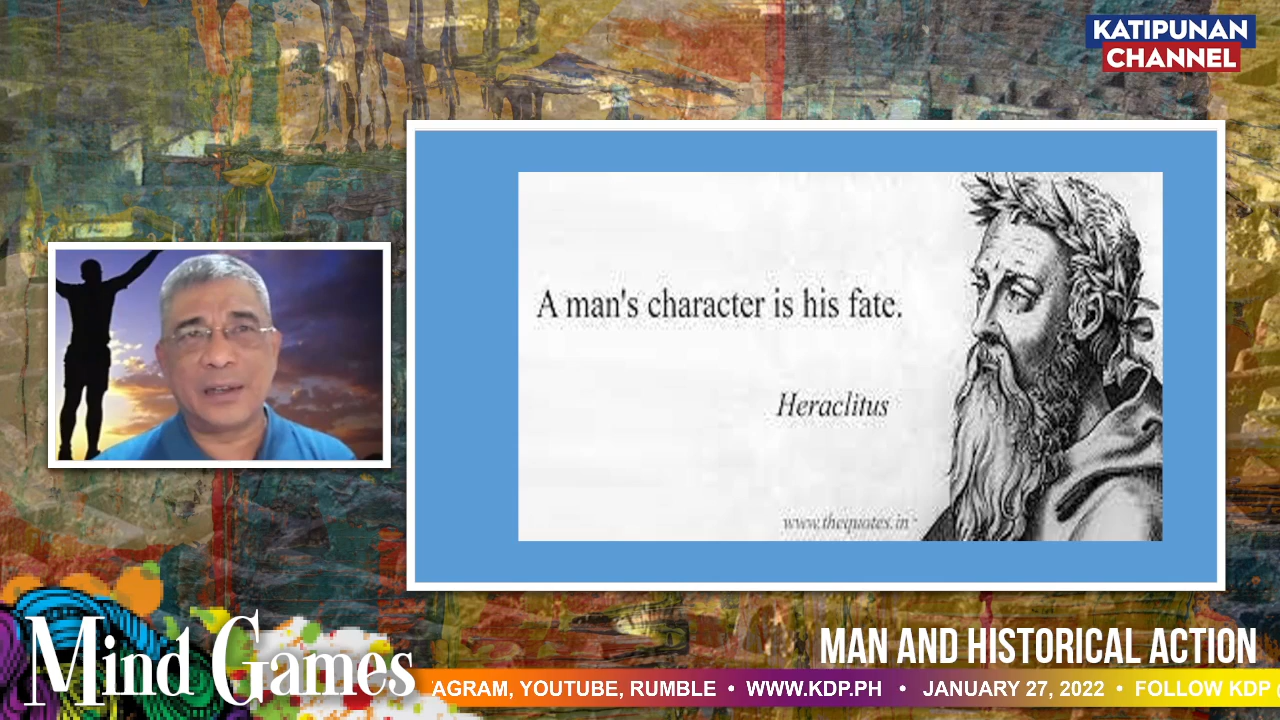 KATIPUNAN
CHANNEL
A man's character is his fate.
Heraclitus
www.thequotes.in
MAN AND HISTORICAL ACTION
Mind Games
AGRAM, YOUTUBE, RUMBLE • WWW.KDP.PH • JANUARY 27, 2022 • FOLLOW KDP